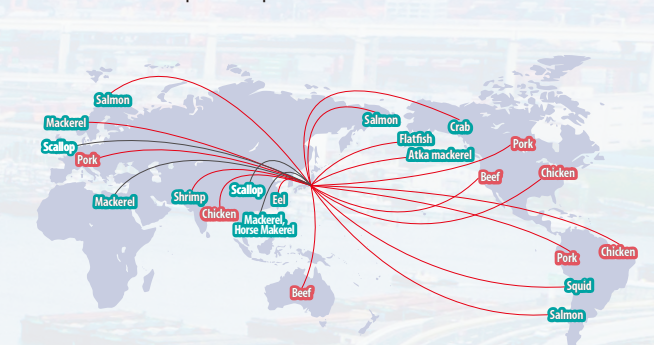 Salmon
Mackerel
Scallop
Pork
Mackerel
Shrimp
Chicken
Scallop
Eel
Mackerel,
Horse Makerel
Beef
Salmon
Crab
Flatfish
Atka mackerel
Pork
Beef
Chicken
Pork
Chicken
Squid
Salmon